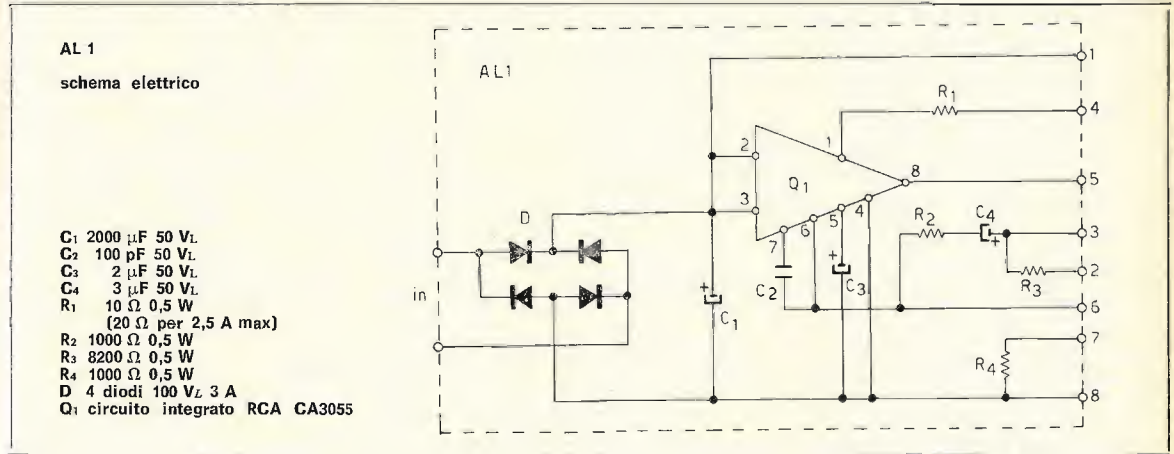 AL 1
schema elettrico
C1 2000 µF 50 VL
C2 100 pF 50 VL
C3 2 µF 50 VL
C4 3 µF 50 VL
R1 10 Ω 0,5 W
(20 Ω per 2,5 A max)
R2 1000 Ω 0,5 W
R3 8200 Ω 0,5 W
R4 1000 Ω 0,5 W
D 4 diodi 100 VL 3 A
Q1 circuito integrato RCA CA3055
AL1
in
D
+
C1
2
3
Q1
1
8
7
6
5
4
C2
+
C3
R1
R2
C4
+
R3
R4
1
4
5
3
2
6
7
8